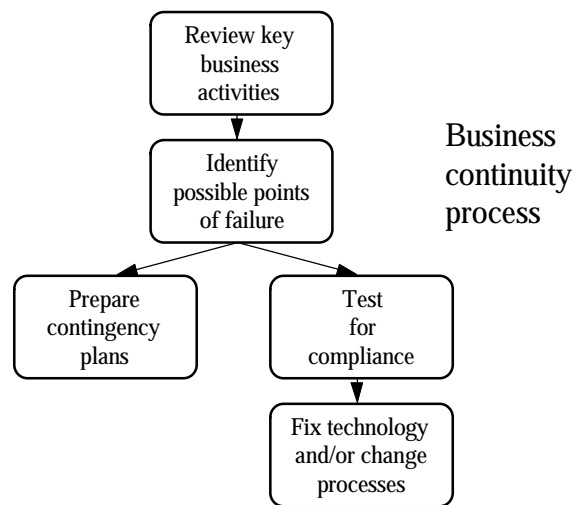 Review key
business
activities
Identify
possible points
of failure
Business
continuity
process
Prepare
contingency
plans
Test
for
compliance
Fix technology
and/or change
processes